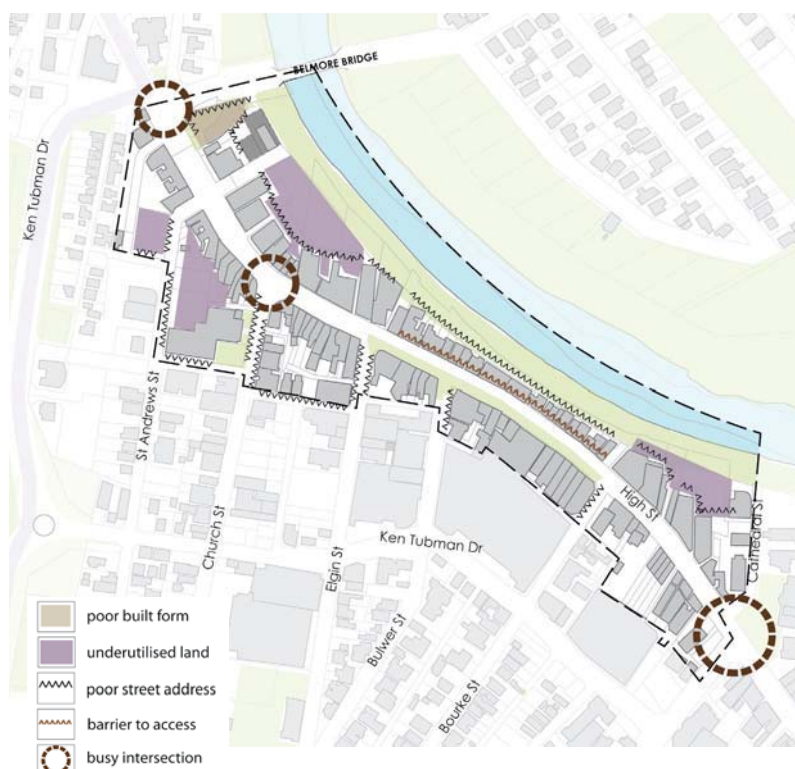 BELMORE BRIDGE
Ken Tubman Dr
St Andrews St
Church St
Elgin St
Ken Tubman Dr
Bulwer St
Bourke St
High St
Cathedral St
poor built form
underutilised land
poor street address
barrier to access
busy intersection